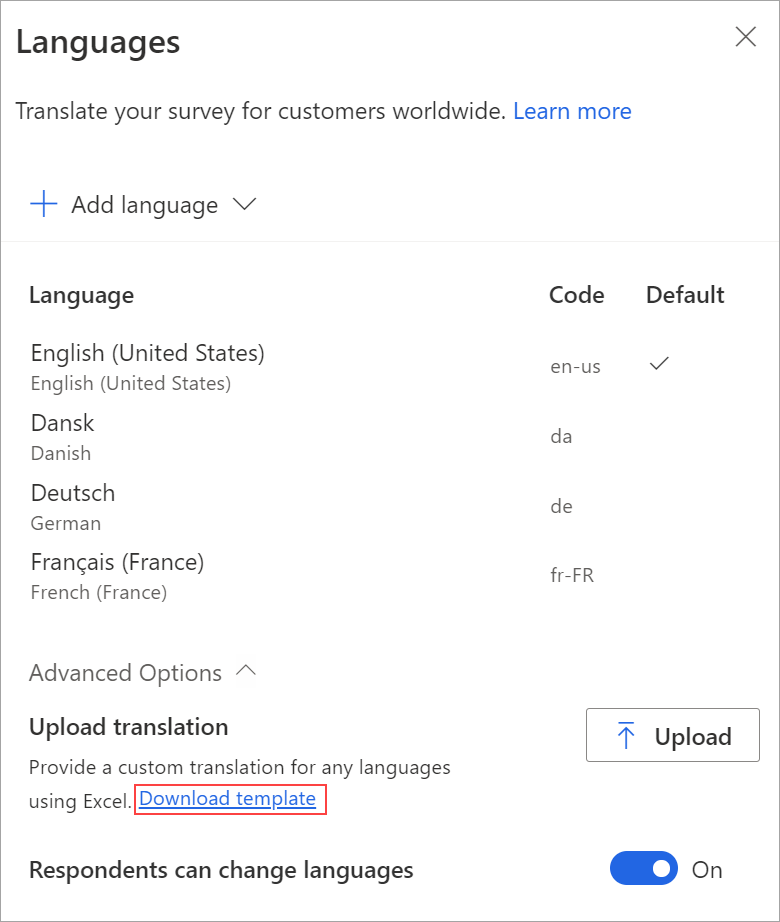 Languages
Translate your survey for customers worldwide. Learn more
Add language
Language Code Default
English (United States)
English (United States)
en-us
Dansk
Danish
da
Deutsch
German
de
Français (France)
French (France)
fr-FR
Advanced Options
Upload translation
Upload
Provide a custom translation for any languages
using Excel. Download template
Respondents can change languages On